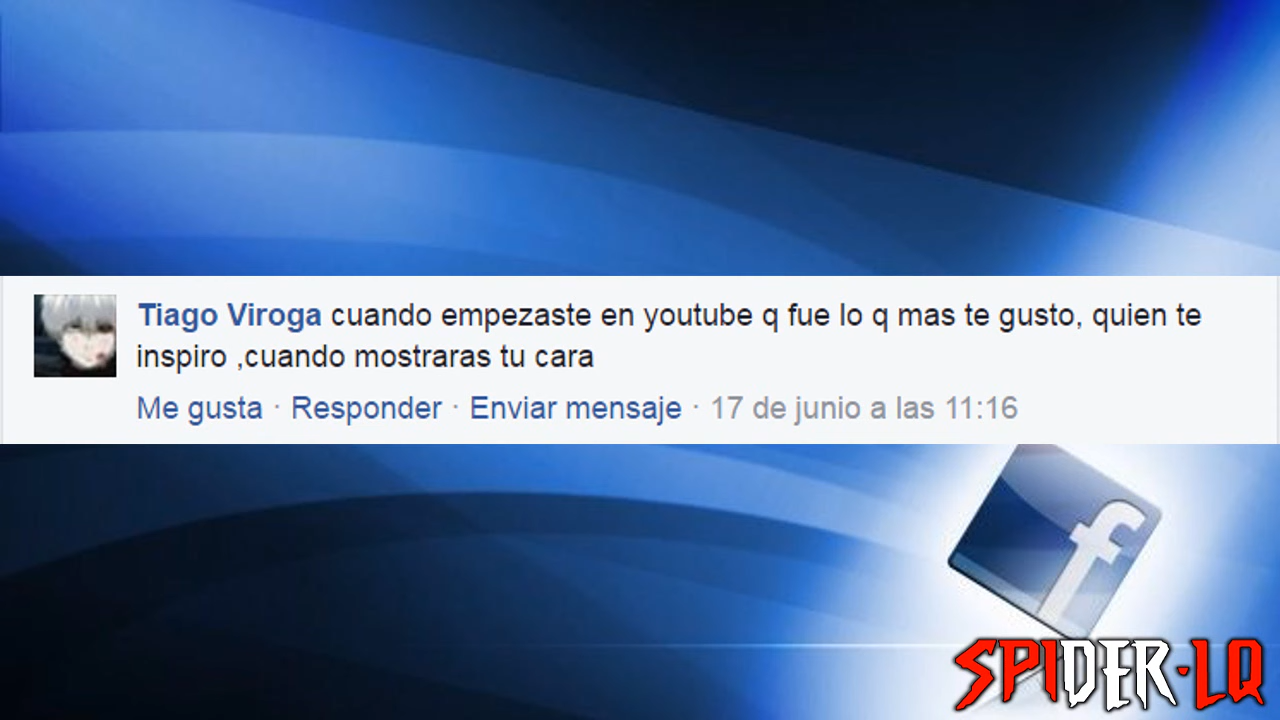 Tiago Viroga cuando empezaste en youtube q fue lo q mas te gusto, quien te
inspiro ,cuando mostraras tu cara
Me gusta · Responder · Enviar mensaje · 17 de junio a las 11:16
f
SPIDER-LQ